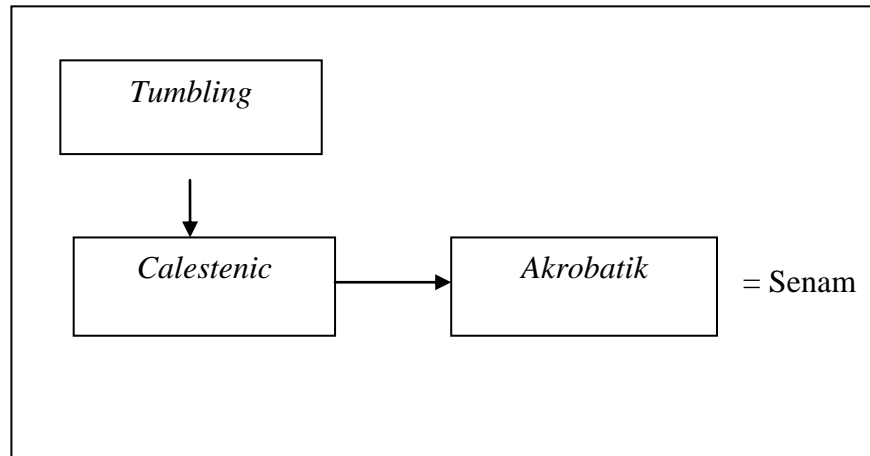 Tumbling
Calestenic
Akrobatik
= Senam